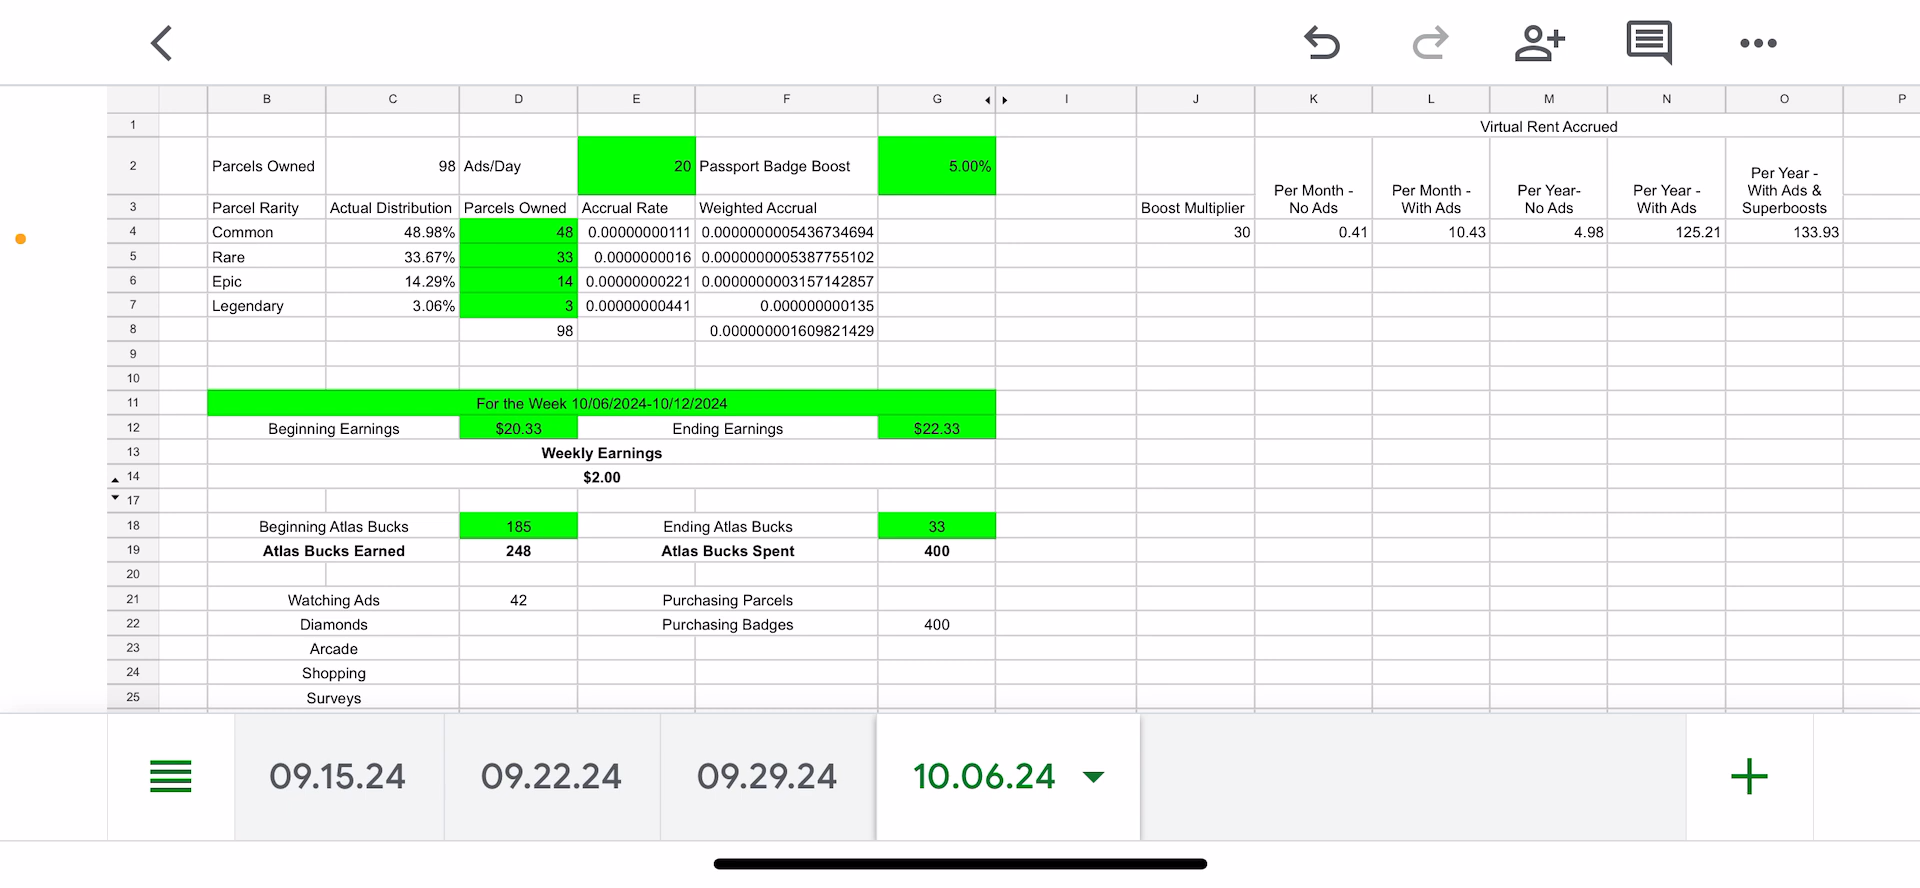 B C D E F G I J K L M N O P
1 Virtual Rent Accrued
2 Parcels Owned 98 Ads/Day 20 Passport Badge Boost 5.00% Per Month - No Ads Per Month - With Ads Per Year- No Ads Per Year - With Ads Per Year - With Ads & Superboosts
3 Parcel Rarity Actual Distribution Parcels Owned Accrual Rate Weighted Accrual Boost Multiplier
4 Common 48.98% 48 0.00000000111 0.0000000005436734694 30 0.41 10.43 4.98 125.21 133.93
5 Rare 33.67% 33 0.0000000016 0.0000000005387755102
6 Epic 14.29% 14 0.00000000221 0.0000000003157142857
7 Legendary 3.06% 3 0.00000000441 0.000000000135
8 98 0.000000001609821429
9
10
11 For the Week 10/06/2024-10/12/2024
12 Beginning Earnings $20.33 Ending Earnings $22.33
13 Weekly Earnings
14 $2.00
17
18 Beginning Atlas Bucks 185 Ending Atlas Bucks 33
19 Atlas Bucks Earned 248 Atlas Bucks Spent 400
20
21 Watching Ads 42 Purchasing Parcels
22 Diamonds Purchasing Badges 400
23 Arcade
24 Shopping
25 Surveys
09.15.24 09.22.24 09.29.24 10.06.24